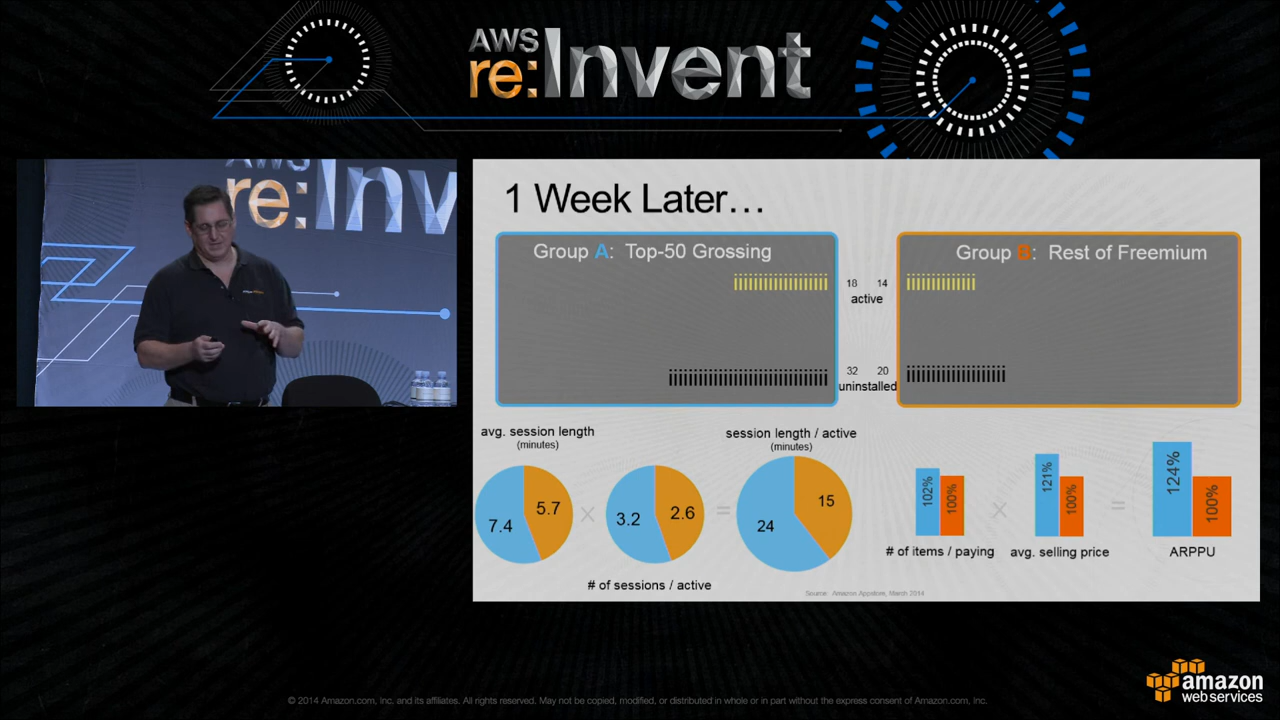 AWS
re:Invent
AWS
re:Inv
1 Week Later…
Group A: Top-50 Grossing
Group B: Rest of Freemium
18 14
active
32 20
uninstalled
avg. session length
(minutes)
7.4
5.7
×
3.2
2.6
# of sessions / active
=
session length / active
(minutes)
24
15
102%
100%
# of items / paying
×
121%
100%
avg. selling price
=
124%
100%
ARPPU
Source: Amazon Appstore, March 2014
© 2014 Amazon.com, Inc. and its affiliates. All rights reserved. May not be copied, modified, or distributed in whole or in part without the express consent of Amazon.com, Inc.
amazon
web services